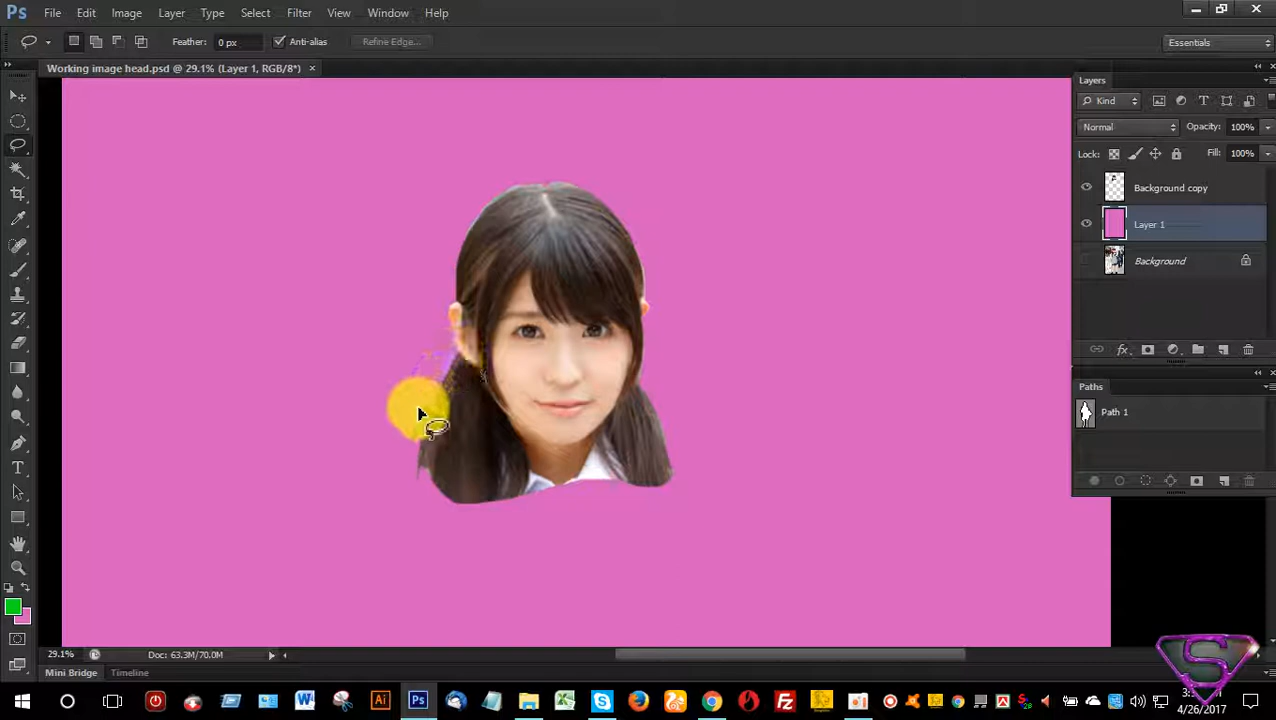 Ps File Edit Image Layer Type Select Filter View Window Help
Feather: 0 px Anti-alias Refine Edge... Essentials
Working image head.psd @ 29.1% (Layer 1, RGB/8*) ×
Layers
Kind
Normal Opacity: 100%
Lock: Fill: 100%
Background copy
Layer 1
Background
fx
Paths
Path 1
T
29.1% Doc: 63.3M/70.0M
Mini Bridge Timeline
S
4/26/2017